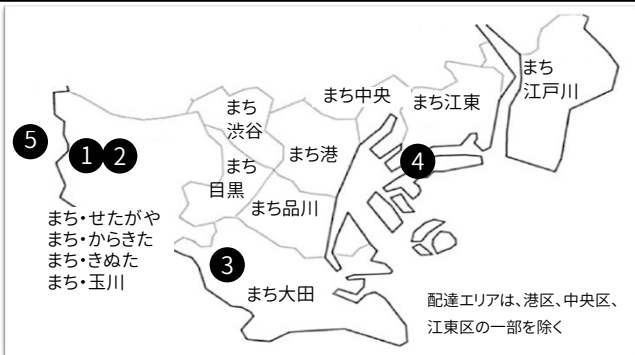 まち
江戸川
まち中央
まち江東
まち
渋谷
まち港
まち
目黒
まち品川
5
1
2
4
3
まち・せたがや
まち・からきた
まち・きぬた
まち・玉川
まち大田
配達エリアは、港区、中央区、
江東区の一部を除く